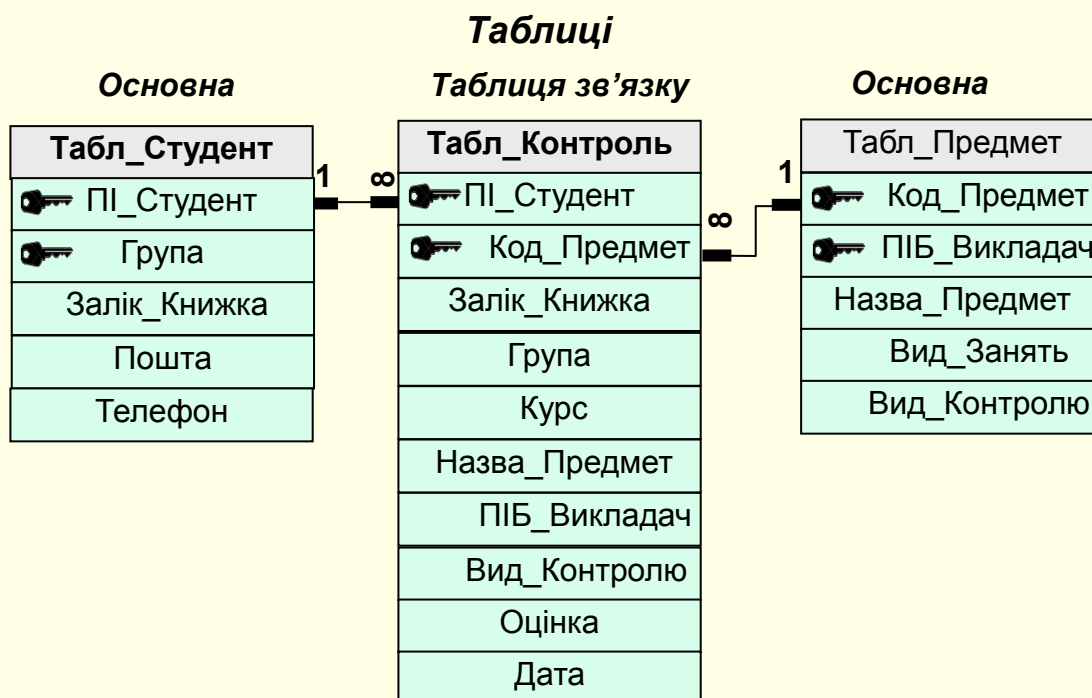 Таблиці
Основна
Таблиця зв’язку
Основна
Табл_Студент
ПІ_Студент
Група
Залік_Книжка
Пошта
Телефон
1
∞
Табл_Контроль
ПІ_Студент
Код_Предмет
Залік_Книжка
Група
Курс
Назва_Предмет
ПІБ_Викладач
Вид_Контролю
Оцінка
Дата
∞
1
Табл_Предмет
Код_Предмет
ПІБ_Викладач
Назва_Предмет
Вид_Занять
Вид_Контролю